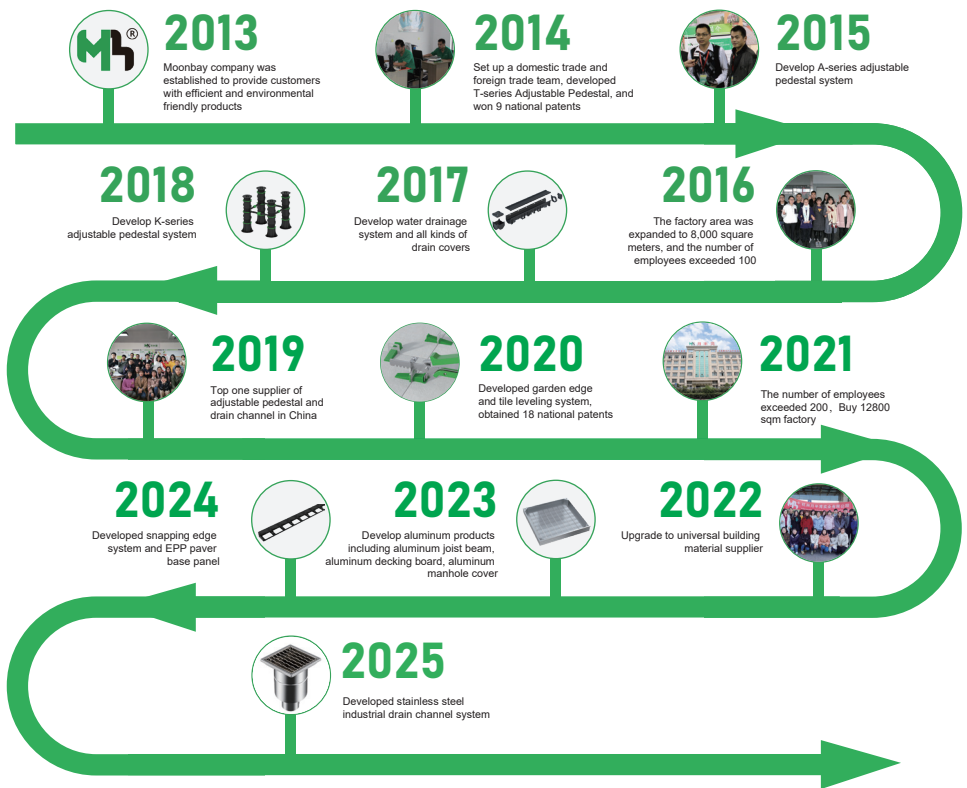 Mh®
2013
Moonbay company was
established to provide customers
with efficient and environmental
friendly products
2014
Set up a domestic trade and
foreign trade team, developed
T-series Adjustable Pedestal, and
won 9 national patents
2015
Develop A-series adjustable
pedestal system
2016
The factory area was
expanded to 8,000 square
meters, and the number of
employees exceeded 100
2017
Develop water drainage
system and all kinds of
drain covers
2018
Develop K-series
adjustable pedestal system
2019
Top one supplier of
adjustable pedestal and
drain channel in China
2020
Developed garden edge
and tile leveling system,
obtained 18 national patents
2021
The number of employees
exceeded 200，Buy 12800
sqm factory
2022
Upgrade to universal building
material supplier
2023
Develop aluminum products
including aluminum joist beam,
aluminum decking board, aluminum
manhole cover
2024
Developed snapping edge
system and EPP paver
base panel
2025
Developed stainless steel
industrial drain channel system